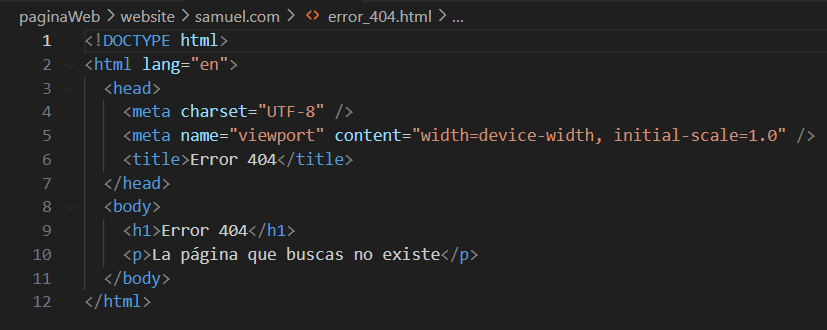 paginaWeb > website > samuel.com > <> error_404.html > ...
1 <!DOCTYPE html>
2 <html lang="en">
3 <head>
4 <meta charset="UTF-8" />
5 <meta name="viewport" content="width=device-width, initial-scale=1.0" />
6 <title>Error 404</title>
7 </head>
8 <body>
9 <h1>Error 404</h1>
10 <p>La página que buscas no existe</p>
11 </body>
12 </html>